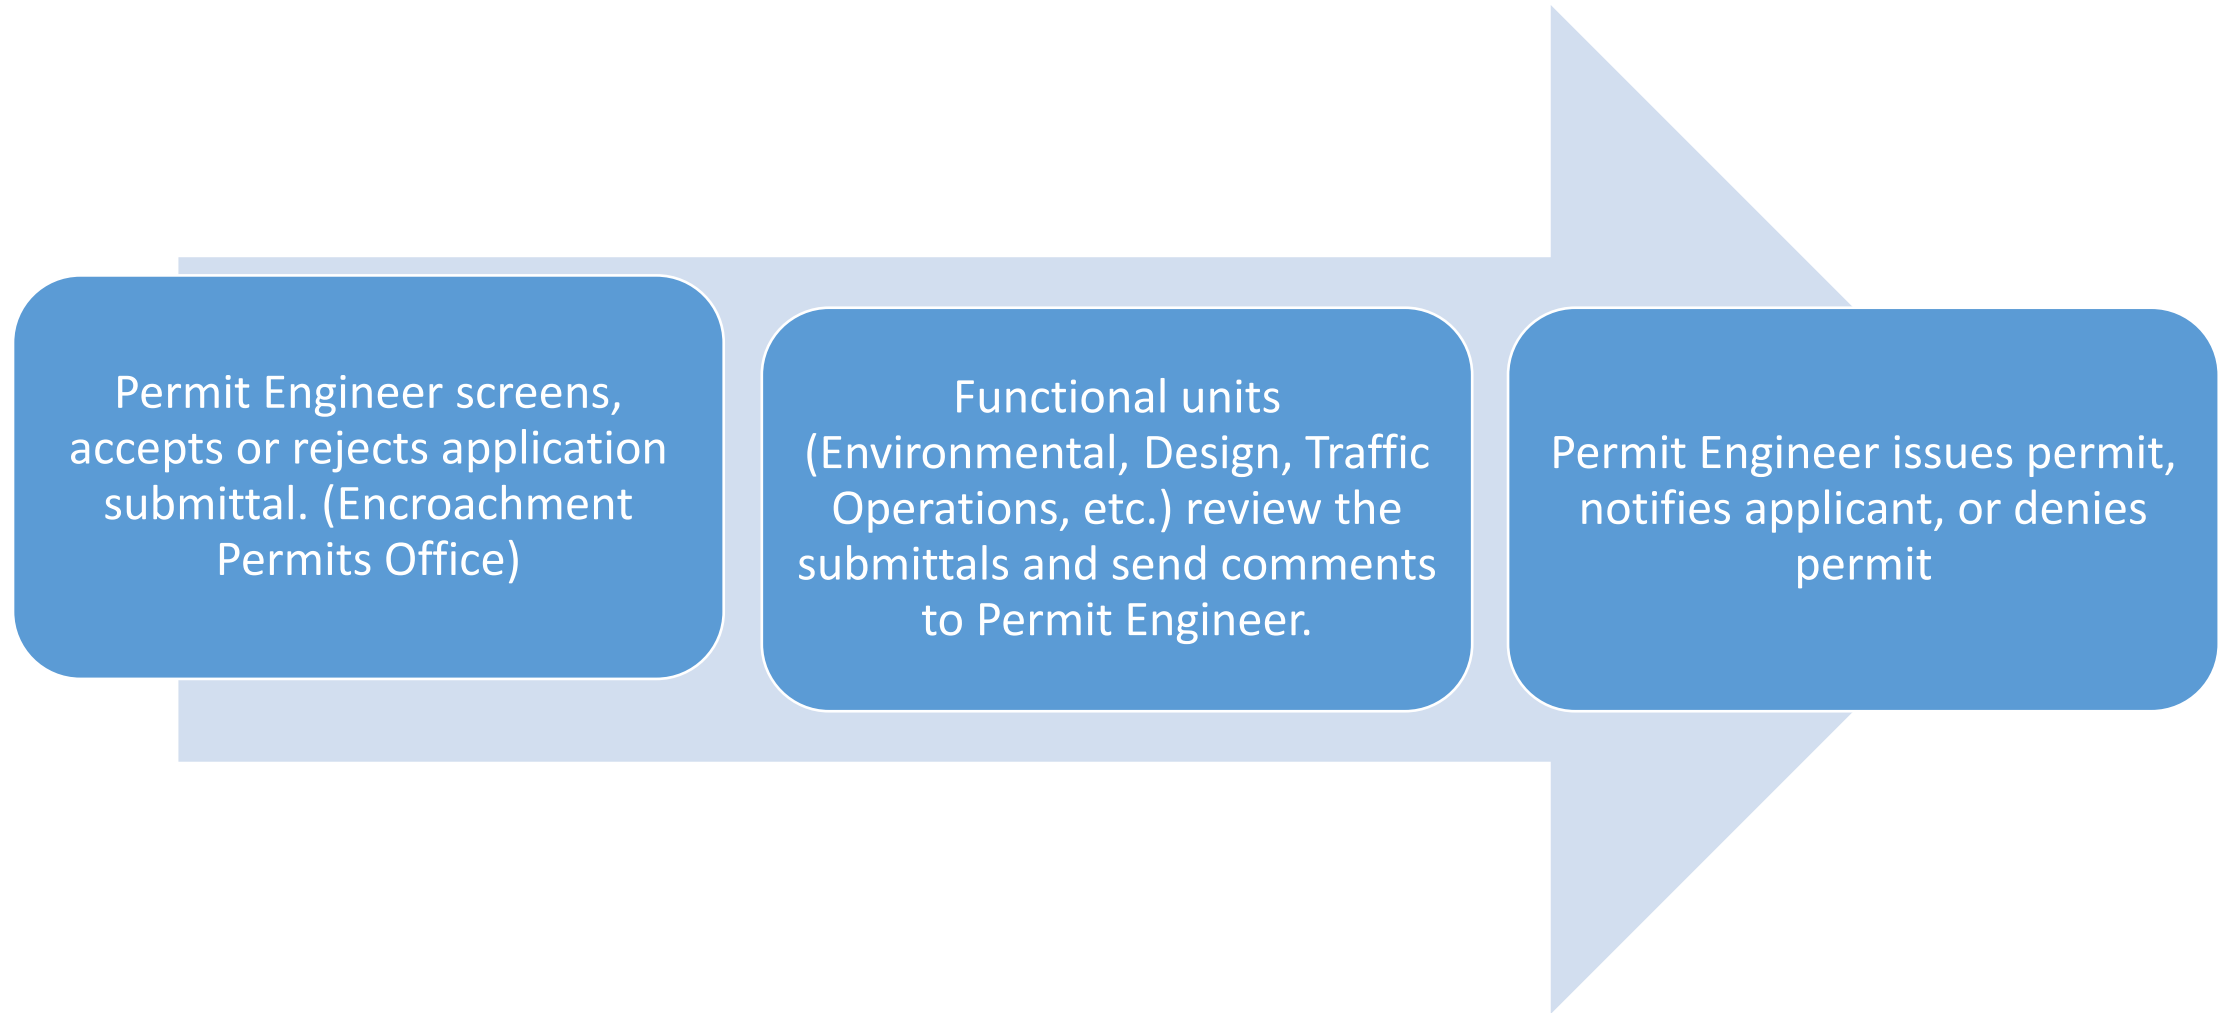 Permit Engineer screens,
accepts or rejects application
submittal. (Encroachment
Permits Office)
Functional units
(Environmental, Design, Traffic
Operations, etc.) review the
submittals and send comments
to Permit Engineer.
Permit Engineer issues permit,
notifies applicant, or denies
permit